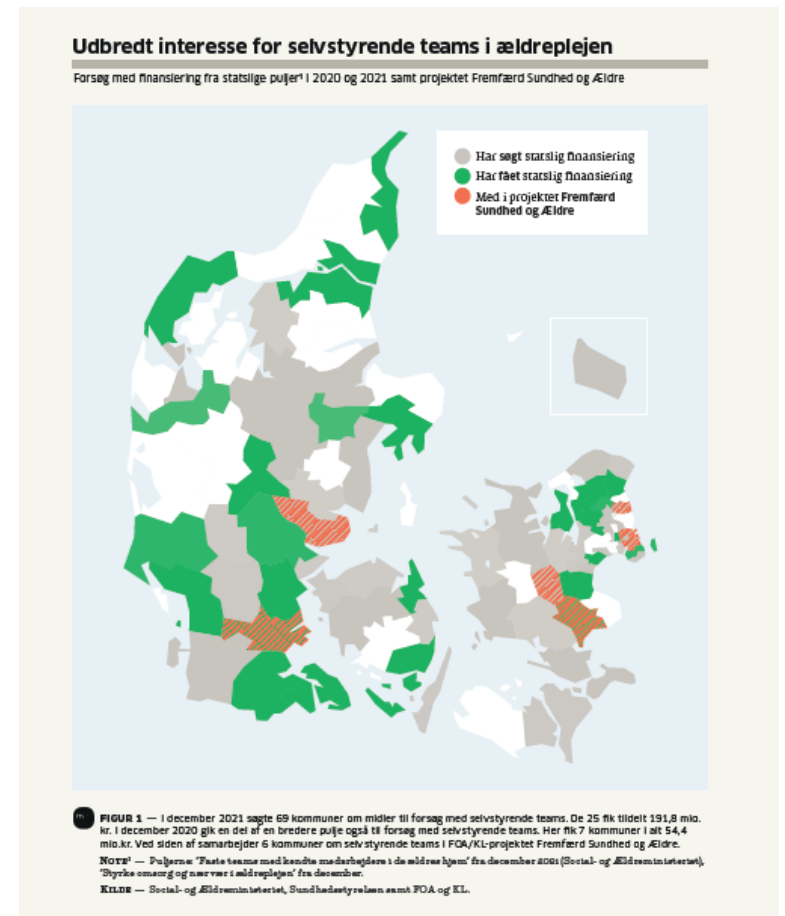 Udbredt interesse for selvstyrende teams i ældreplejen
Forsøg med finansiering fra statslige puljer¹ i 2020 og 2021 samt projektet Fremfærd Sundhed og Ældre
Har søgt statslig finansiering
Har fået statslig finansiering
Med i projektet Fremfærd
Sundhed og Ældre
FIGUR 1 — I december 2021 søgte 69 kommuner om midler til forsøg med selvstyrende teams. De 25 fik tildelt 191,8 mio.
kr. I december 2020 gik en del af en bredere pulje også til forsøg med selvstyrende teams. Her fik 7 kommuner i alt 54,4
mio.kr. Ved siden af samarbejder 6 kommuner om selvstyrende teams i FOA/KL-projektet Fremfærd Sundhed og Ældre.
NOTE¹ — Puljerne: 'Faste teams med kendte medarbejdere i de ældres hjem' fra december 2021 (Social- og Ældreministeriet),
'Styrke omsorg og nærvær i ældreplejen' fra december.
KILDE — Social- og Ældreministeriet, Sundhedsstyrelsen samt FOA og KL.